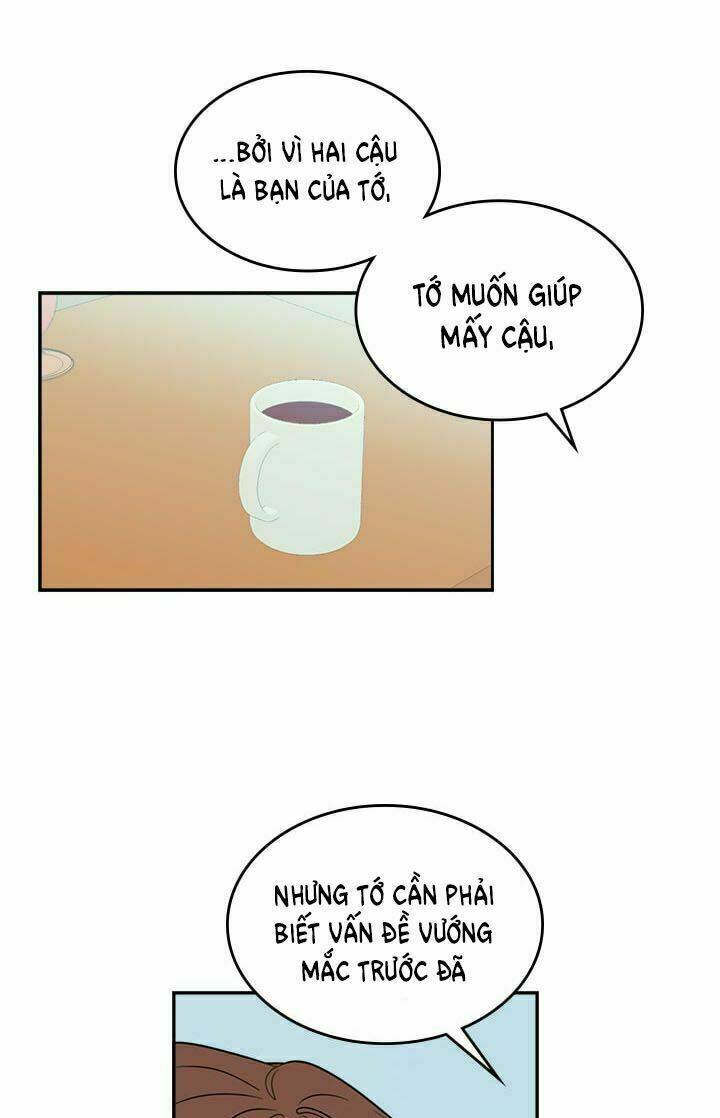 ...BỞI VÌ HAI CẬU
LÀ BẠN CỦA TỚ,
TỚ MUỐN GIÚP
MẤY CẬU,
NHƯNG TỚ CẦN PHẢI
BIẾT VẤN ĐỀ VƯỚNG
MẮC TRƯỚC ĐÃ